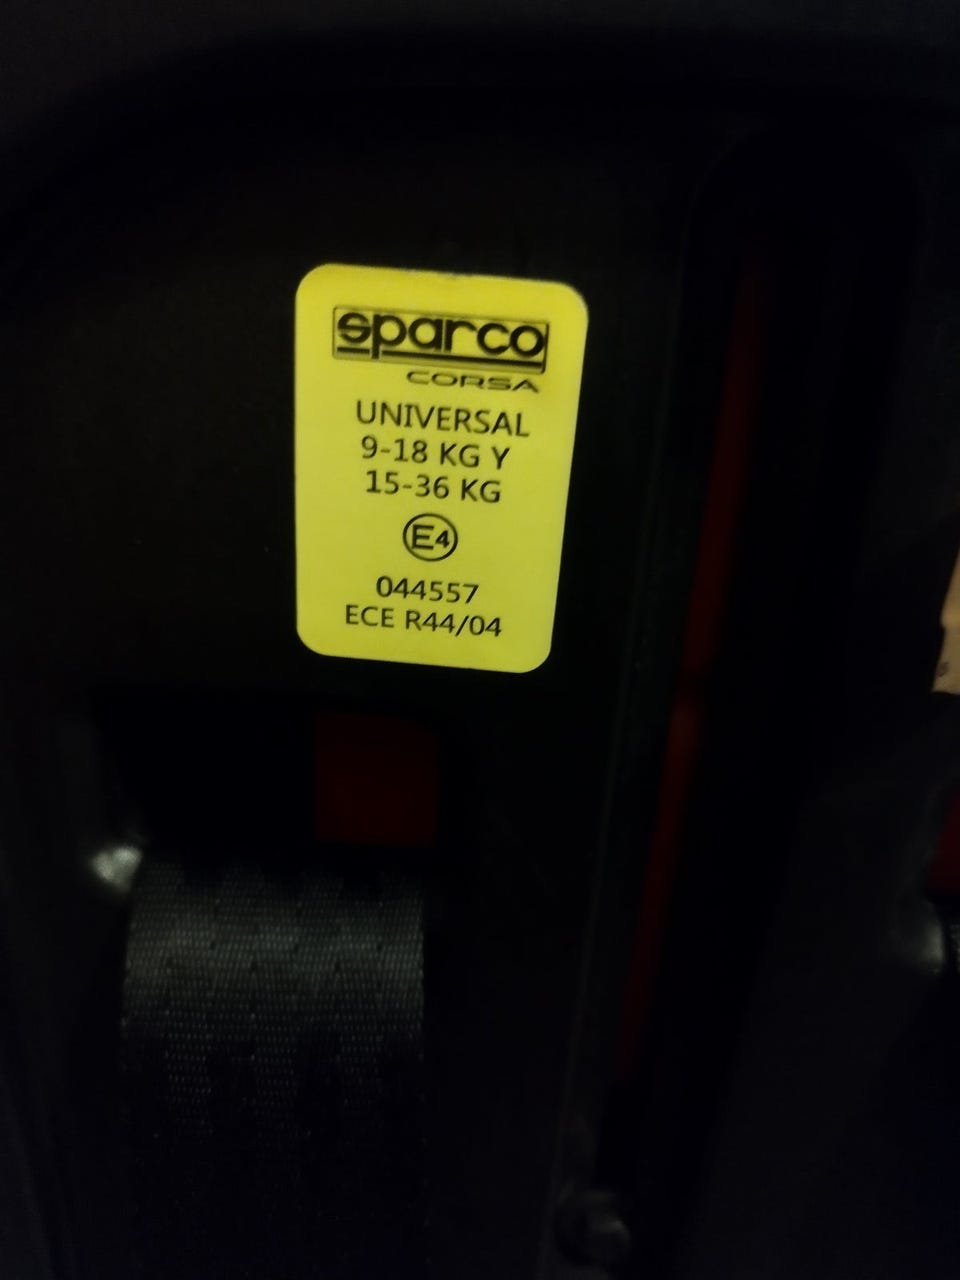 sparco
CORSA
UNIVERSAL
9-18 KG Y
15-36 KG
E4
044557
ECE R44/04